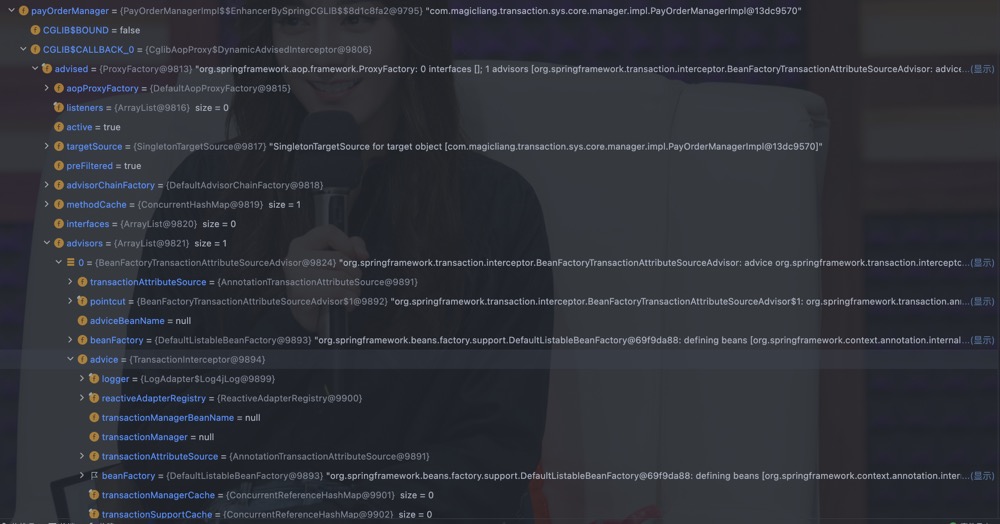 payOrderManager = {PayOrderManagerImpl$$EnhancerBySpringCGLIB$$8d1c8fa2@9795} "com.magicliang.transaction.sys.core.manager.impl.PayOrderManagerImpl@13dc9570"
CGLIB$BOUND = false
CGLIB$CALLBACK_0 = {CglibAopProxy$DynamicAdvisedInterceptor@9806}
advised = {ProxyFactory@9813} "org.springframework.aop.framework.ProxyFactory: 0 interfaces []; 1 advisors [org.springframework.transaction.interceptor.BeanFactoryTransactionAttributeSourceAdvisor: advice...(显示)
aopProxyFactory = {DefaultAopProxyFactory@9815}
listeners = {ArrayList@9816} size = 0
active = true
targetSource = {SingletonTargetSource@9817} "SingletonTargetSource for target object [com.magicliang.transaction.sys.core.manager.impl.PayOrderManagerImpl@13dc9570]"
preFiltered = true
advisorChainFactory = {DefaultAdvisorChainFactory@9818}
methodCache = {ConcurrentHashMap@9819} size = 1
interfaces = {ArrayList@9820} size = 0
advisors = {ArrayList@9821} size = 1
0 = {BeanFactoryTransactionAttributeSourceAdvisor@9824} "org.springframework.transaction.interceptor.BeanFactoryTransactionAttributeSourceAdvisor: advice org.springframework.transaction.interceptc...(显示)
transactionAttributeSource = {AnnotationTransactionAttributeSource@9891}
pointcut = {BeanFactoryTransactionAttributeSourceAdvisor$1@9892} "org.springframework.transaction.interceptor.BeanFactoryTransactionAttributeSourceAdvisor$1: org.springframework.transaction.an...(显示)
adviceBeanName = null
beanFactory = {DefaultListableBeanFactory@9893} "org.springframework.beans.factory.support.DefaultListableBeanFactory@69f9da88: defining beans [org.springframework.context.annotation.internal...(显示)
advice = {TransactionInterceptor@9894}
logger = {LogAdapter$Log4jLog@9899}
reactiveAdapterRegistry = {ReactiveAdapterRegistry@9900}
transactionManagerBeanName = null
transactionManager = null
transactionAttributeSource = {AnnotationTransactionAttributeSource@9891}
beanFactory = {DefaultListableBeanFactory@9893} "org.springframework.beans.factory.support.DefaultListableBeanFactory@69f9da88: defining beans [org.springframework.context.annotation.inter...(显示)
transactionManagerCache = {ConcurrentReferenceHashMap@9901} size = 0
transactionSupportCache = {ConcurrentReferenceHashMap@9902} size = 0